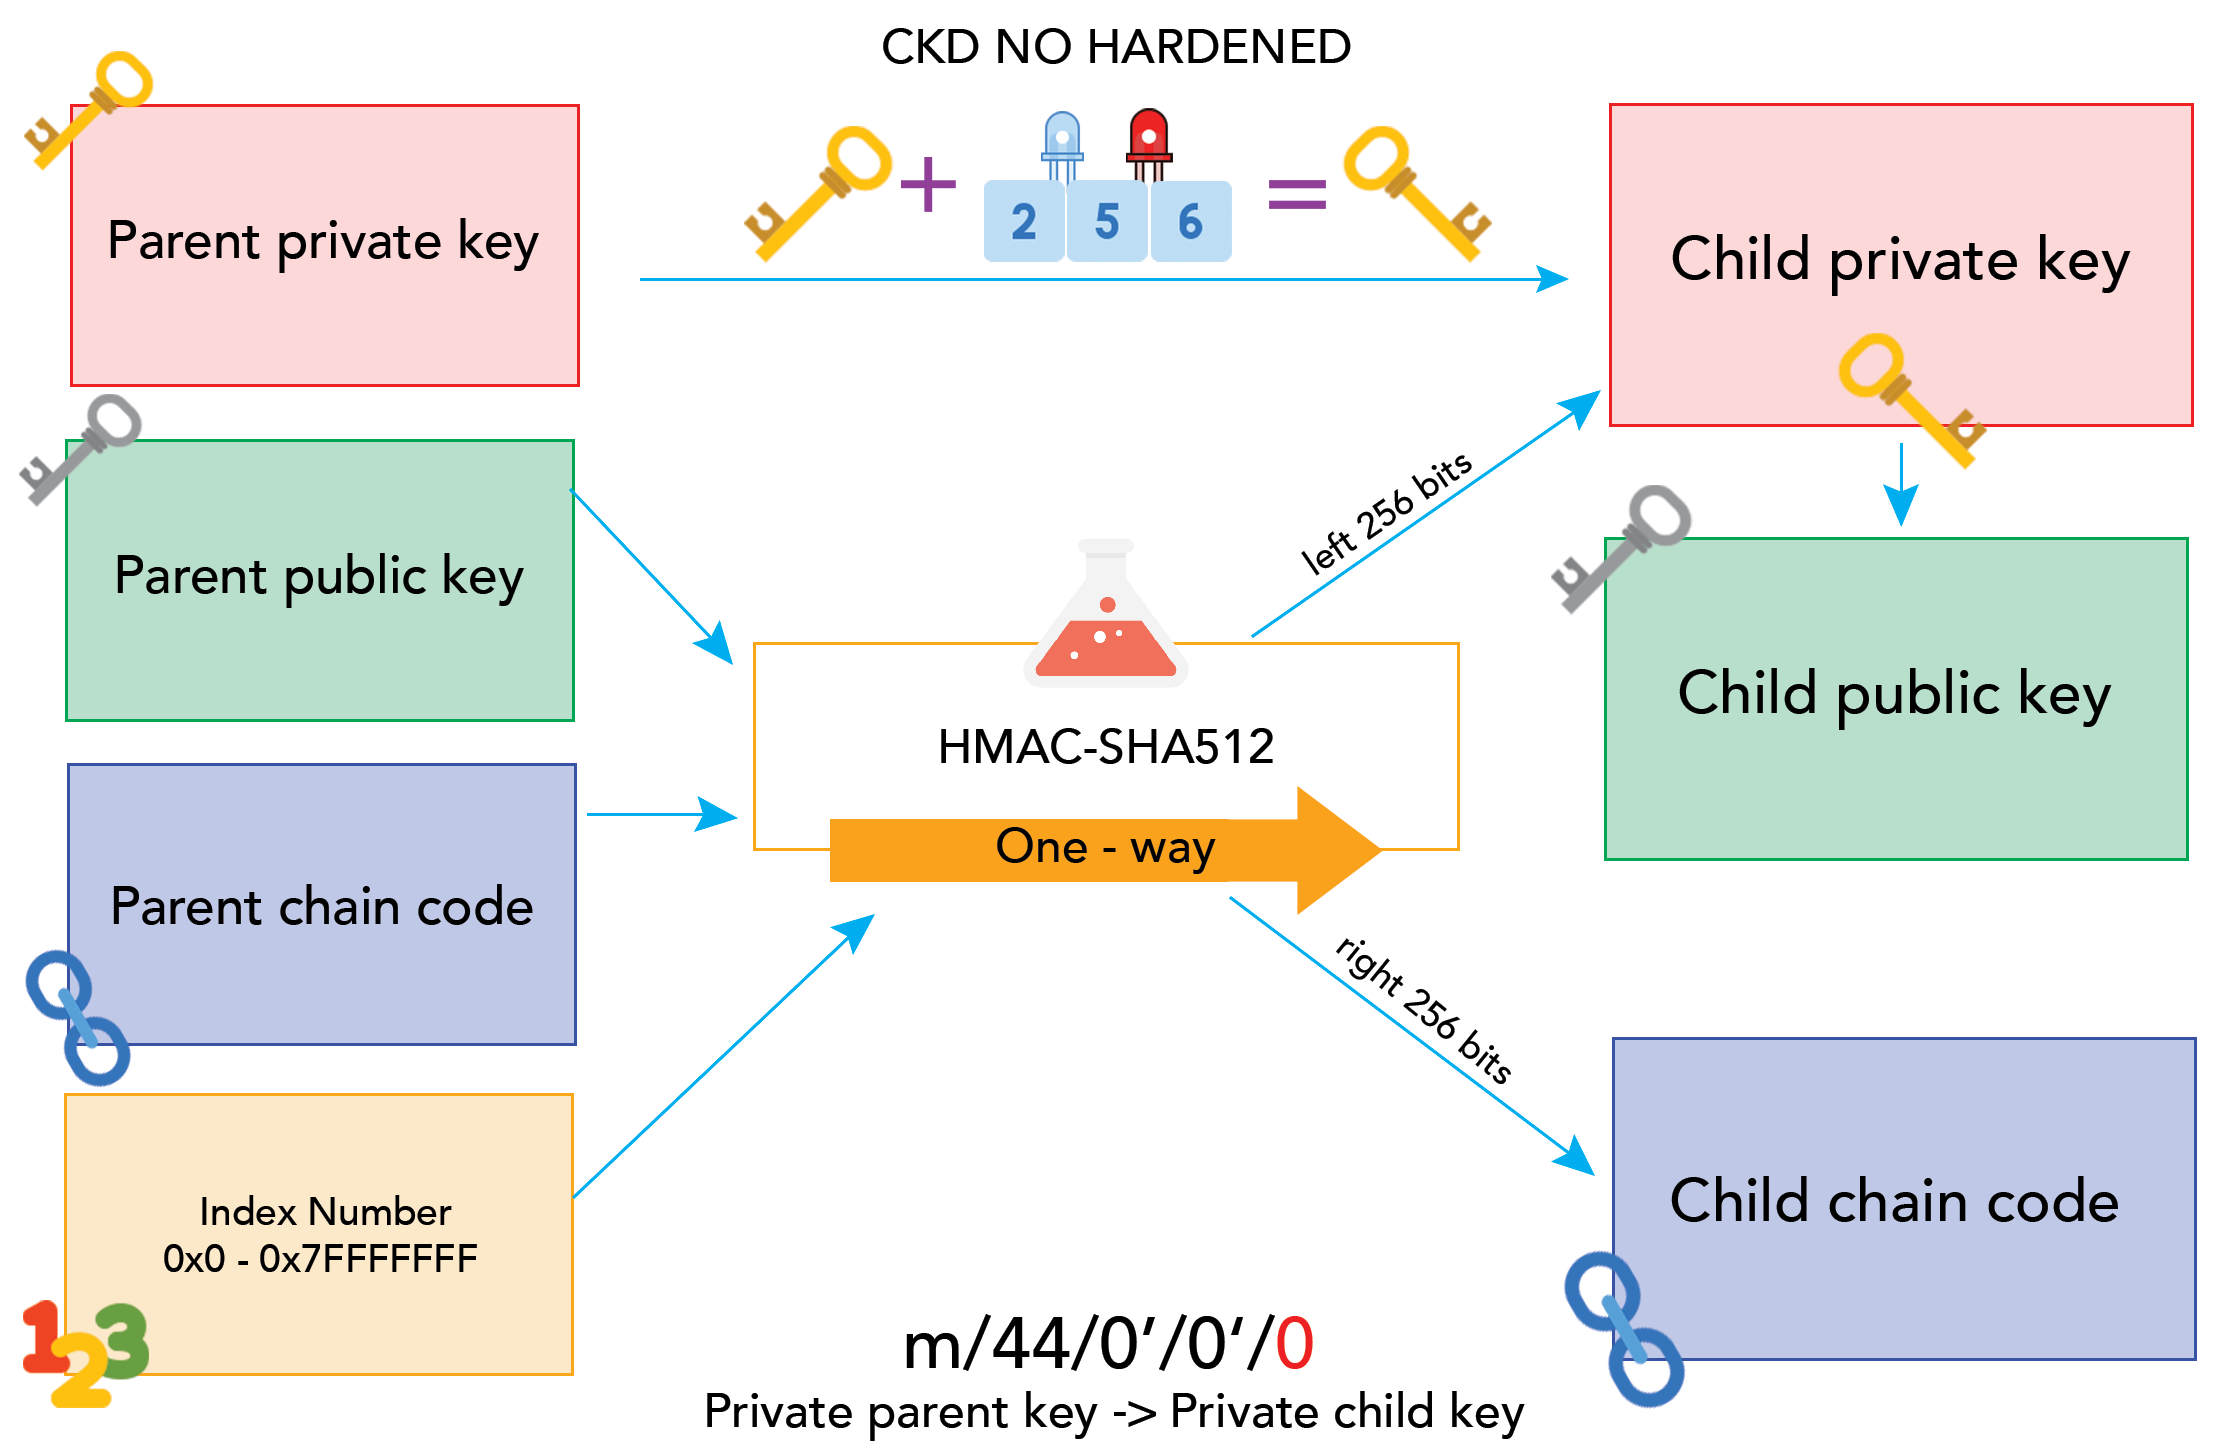 CKD NO HARDENED
Parent private key
+
2 5 6
=
Child private key
Parent public key
left 256 bits
Child public key
HMAC-SHA512
One - way
Parent chain code
right 256 bits
Child chain code
Index Number
0x0 - 0x7FFFFFFF
123
m/44/0‘/0‘/0
Private parent key -> Private child key